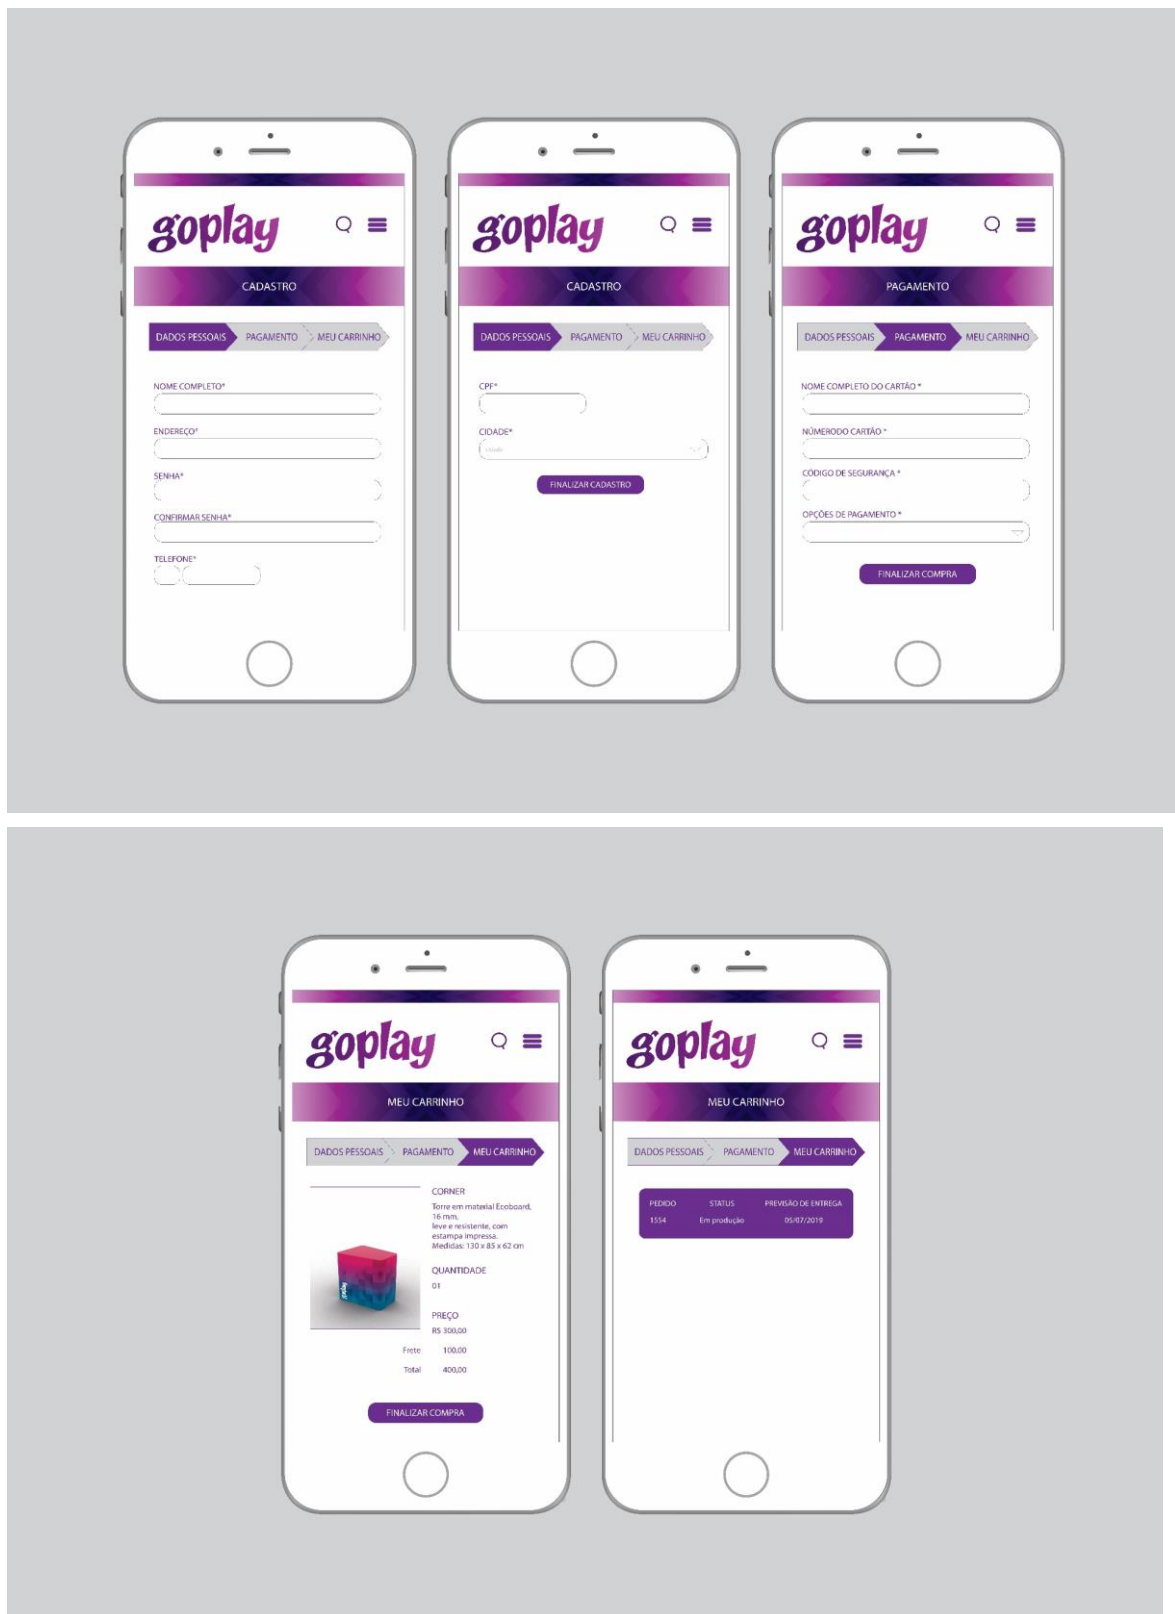 goplay
CADASTRO
DADOS PESSOAIS PAGAMENTO MEU CARRINHO
NOME COMPLETO*
ENDEREÇO*
SENHA*
CONFIRMAR SENHA*
TELEFONE*
goplay
CADASTRO
DADOS PESSOAIS PAGAMENTO MEU CARRINHO
CPF*
CIDADE*
FINALIZAR CADASTRO
goplay
PAGAMENTO
DADOS PESSOAIS PAGAMENTO MEU CARRINHO
NOME COMPLETO DO CARTÃO *
NÚMERODO CARTÃO *
CÓDIGO DE SEGURANÇA *
OPÇÕES DE PAGAMENTO *
FINALIZAR COMPRA
goplay
MEU CARRINHO
DADOS PESSOAIS PAGAMENTO MEU CARRINHO
CORNER
Torre em material Ecoboard,
16 mm,
leve e resistente, com
estampa impressa.
Medidas: 130 x 85 x 62 cm
QUANTIDADE
01
PREÇO
R$ 300,00
Frete 100,00
Total 400,00
FINALIZAR COMPRA
goplay
MEU CARRINHO
DADOS PESSOAIS PAGAMENTO MEU CARRINHO
PEDIDO STATUS PREVISÃO DE ENTREGA
1554 Em produção 05/07/2019